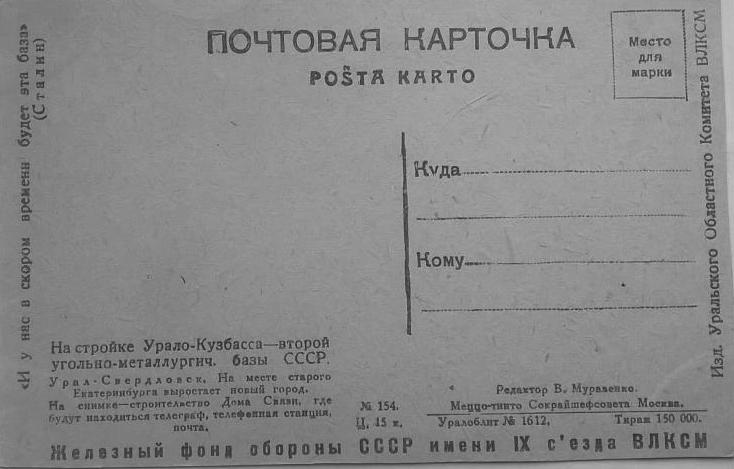 ПОЧТОВАЯ КАРТОЧКА
POŜTA KARTO
Место
для
марки
«И у нас в скором времени будет эта база»
(Сталин)
Куда
Кому
Изд. Уральского Областного Комитета ВЛКСМ
На стройке Урало-Кузбасса—второй
угольно-металлургич. базы СССР.
Урал-Свердловск. На месте старого
Екатеринбурга вырастает новый город.
На снимке—строительство Дома Связи, где
будут находиться телеграф, телефонная станция,
почта.
№ 154.
Ц. 15 к.
Редактор В. Муравенко.
Меццо-тинто Сокрайшефсовета Москва.
Уралоблит № 1612. Тираж 150 000.
Железный фонд обороны СССР имени IX с'езда ВЛКСМ